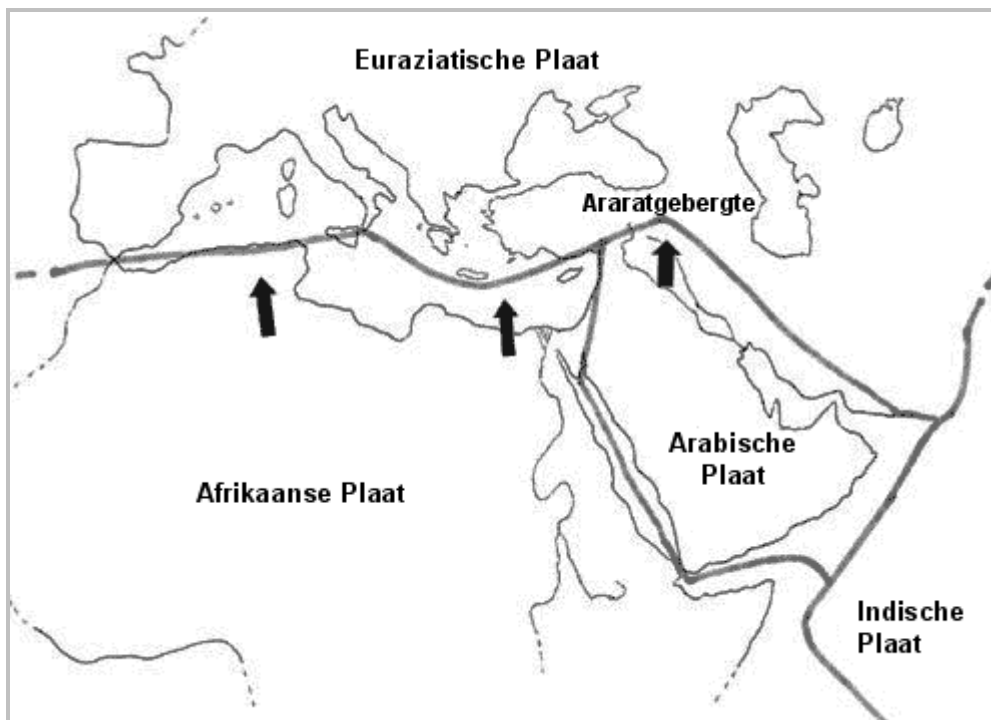 Euraziatische Plaat
Araratgebergte
Arabische
Plaat
Afrikaanse Plaat
Indische
Plaat